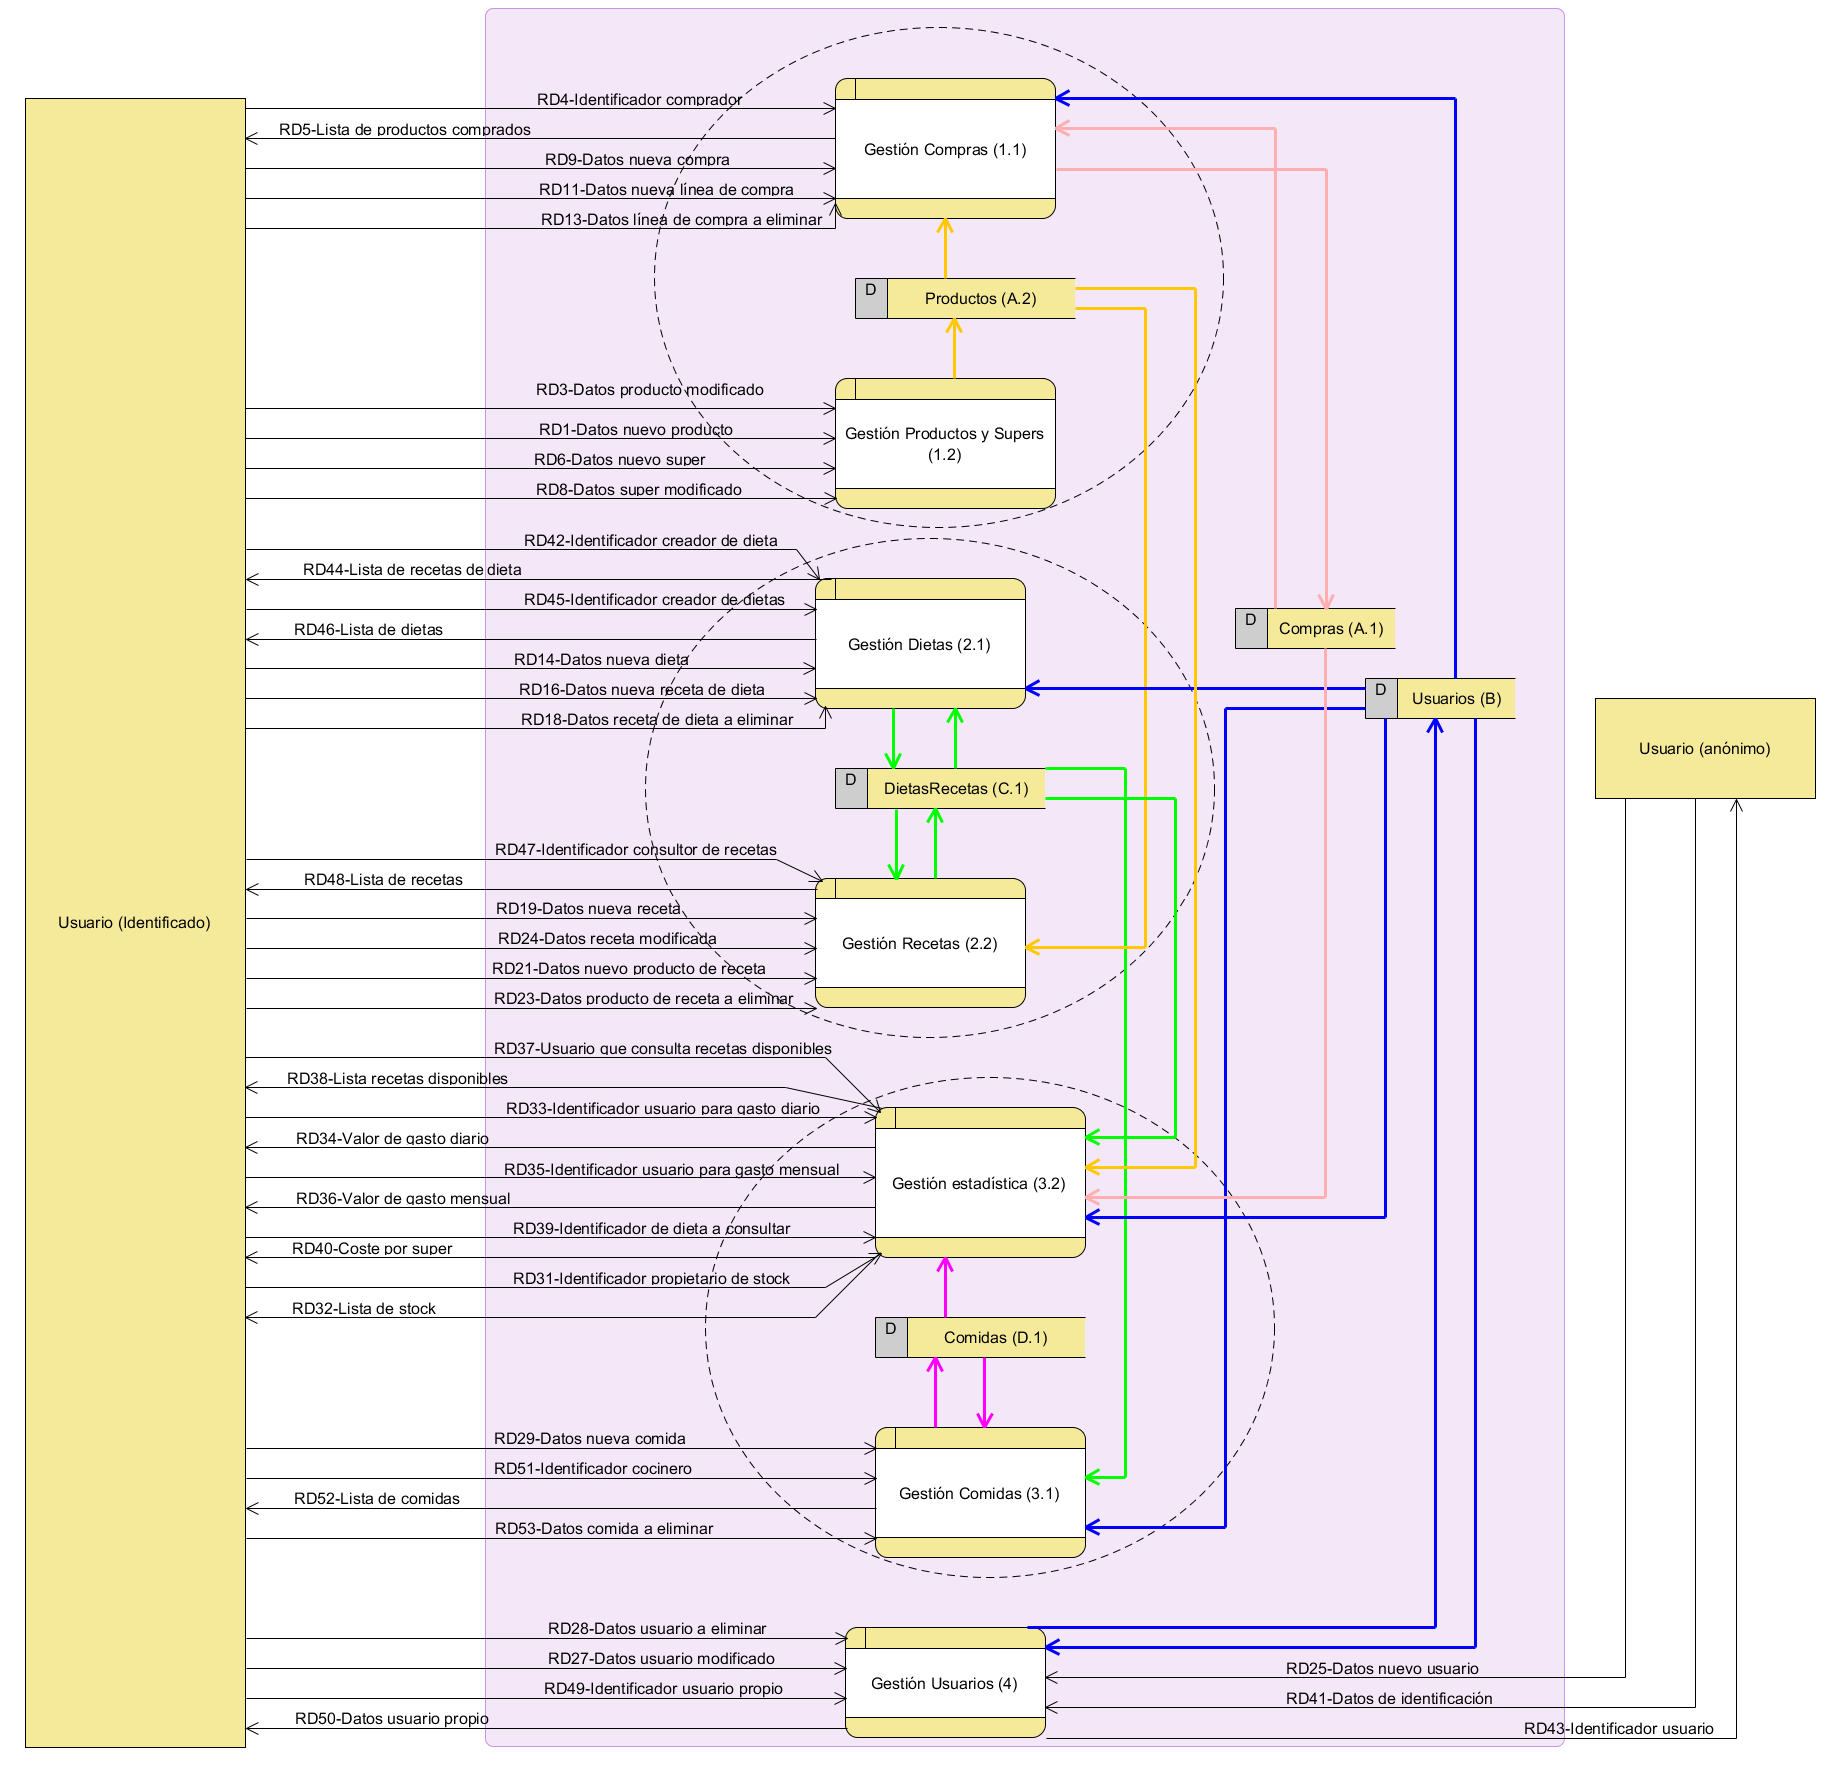 RD4-Identificador comprador
RD5-Lista de productos comprados
Gestión Compras (1.1)
RD9-Datos nueva compra
RD11-Datos nueva línea de compra
RD13-Datos línea de compra a eliminar
D
Productos (A.2)
RD3-Datos producto modificado
RD1-Datos nuevo producto
Gestión Productos y Supers
(1.2)
RD6-Datos nuevo super
RD8-Datos super modificado
RD42-Identificador creador de dieta
RD44-Lista de recetas de dieta
RD45-Identificador creador de dietas
RD46-Lista de dietas
D
Compras (A.1)
Gestión Dietas (2.1)
RD14-Datos nueva dieta
RD16-Datos nueva receta de dieta
D
Usuarios (B)
RD18-Datos receta de dieta a eliminar
Usuario (anónimo)
D
DietasRecetas (C.1)
RD47-Identificador consultor de recetas
RD48-Lista de recetas
RD19-Datos nueva receta
Usuario (Identificado)
RD24-Datos receta modificada
Gestión Recetas (2.2)
RD21-Datos nuevo producto de receta
RD23-Datos producto de receta a eliminar
RD37-Usuario que consulta recetas disponibles
RD38-Lista recetas disponibles
RD33-Identificador usuario para gasto diario
RD34-Valor de gasto diario
RD35-Identificador usuario para gasto mensual
Gestión estadística (3.2)
RD36-Valor de gasto mensual
RD39-Identificador de dieta a consultar
RD40-Coste por super
RD31-Identificador propietario de stock
RD32-Lista de stock
D
Comidas (D.1)
RD29-Datos nueva comida
RD51-Identificador cocinero
Gestión Comidas (3.1)
RD52-Lista de comidas
RD53-Datos comida a eliminar
RD28-Datos usuario a eliminar
RD27-Datos usuario modificado
RD25-Datos nuevo usuario
Gestión Usuarios (4)
RD49-Identificador usuario propio
RD41-Datos de identificación
RD50-Datos usuario propio
RD43-Identificador usuario